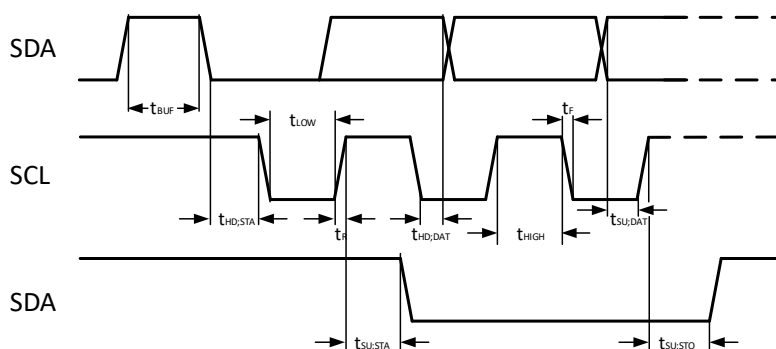 SDA
tBUF
tLOW
tF
SCL
tHD;STA
tR
tHD;DAT
tHIGH
tSU;DAT
SDA
tSU:STA
tSU:STO